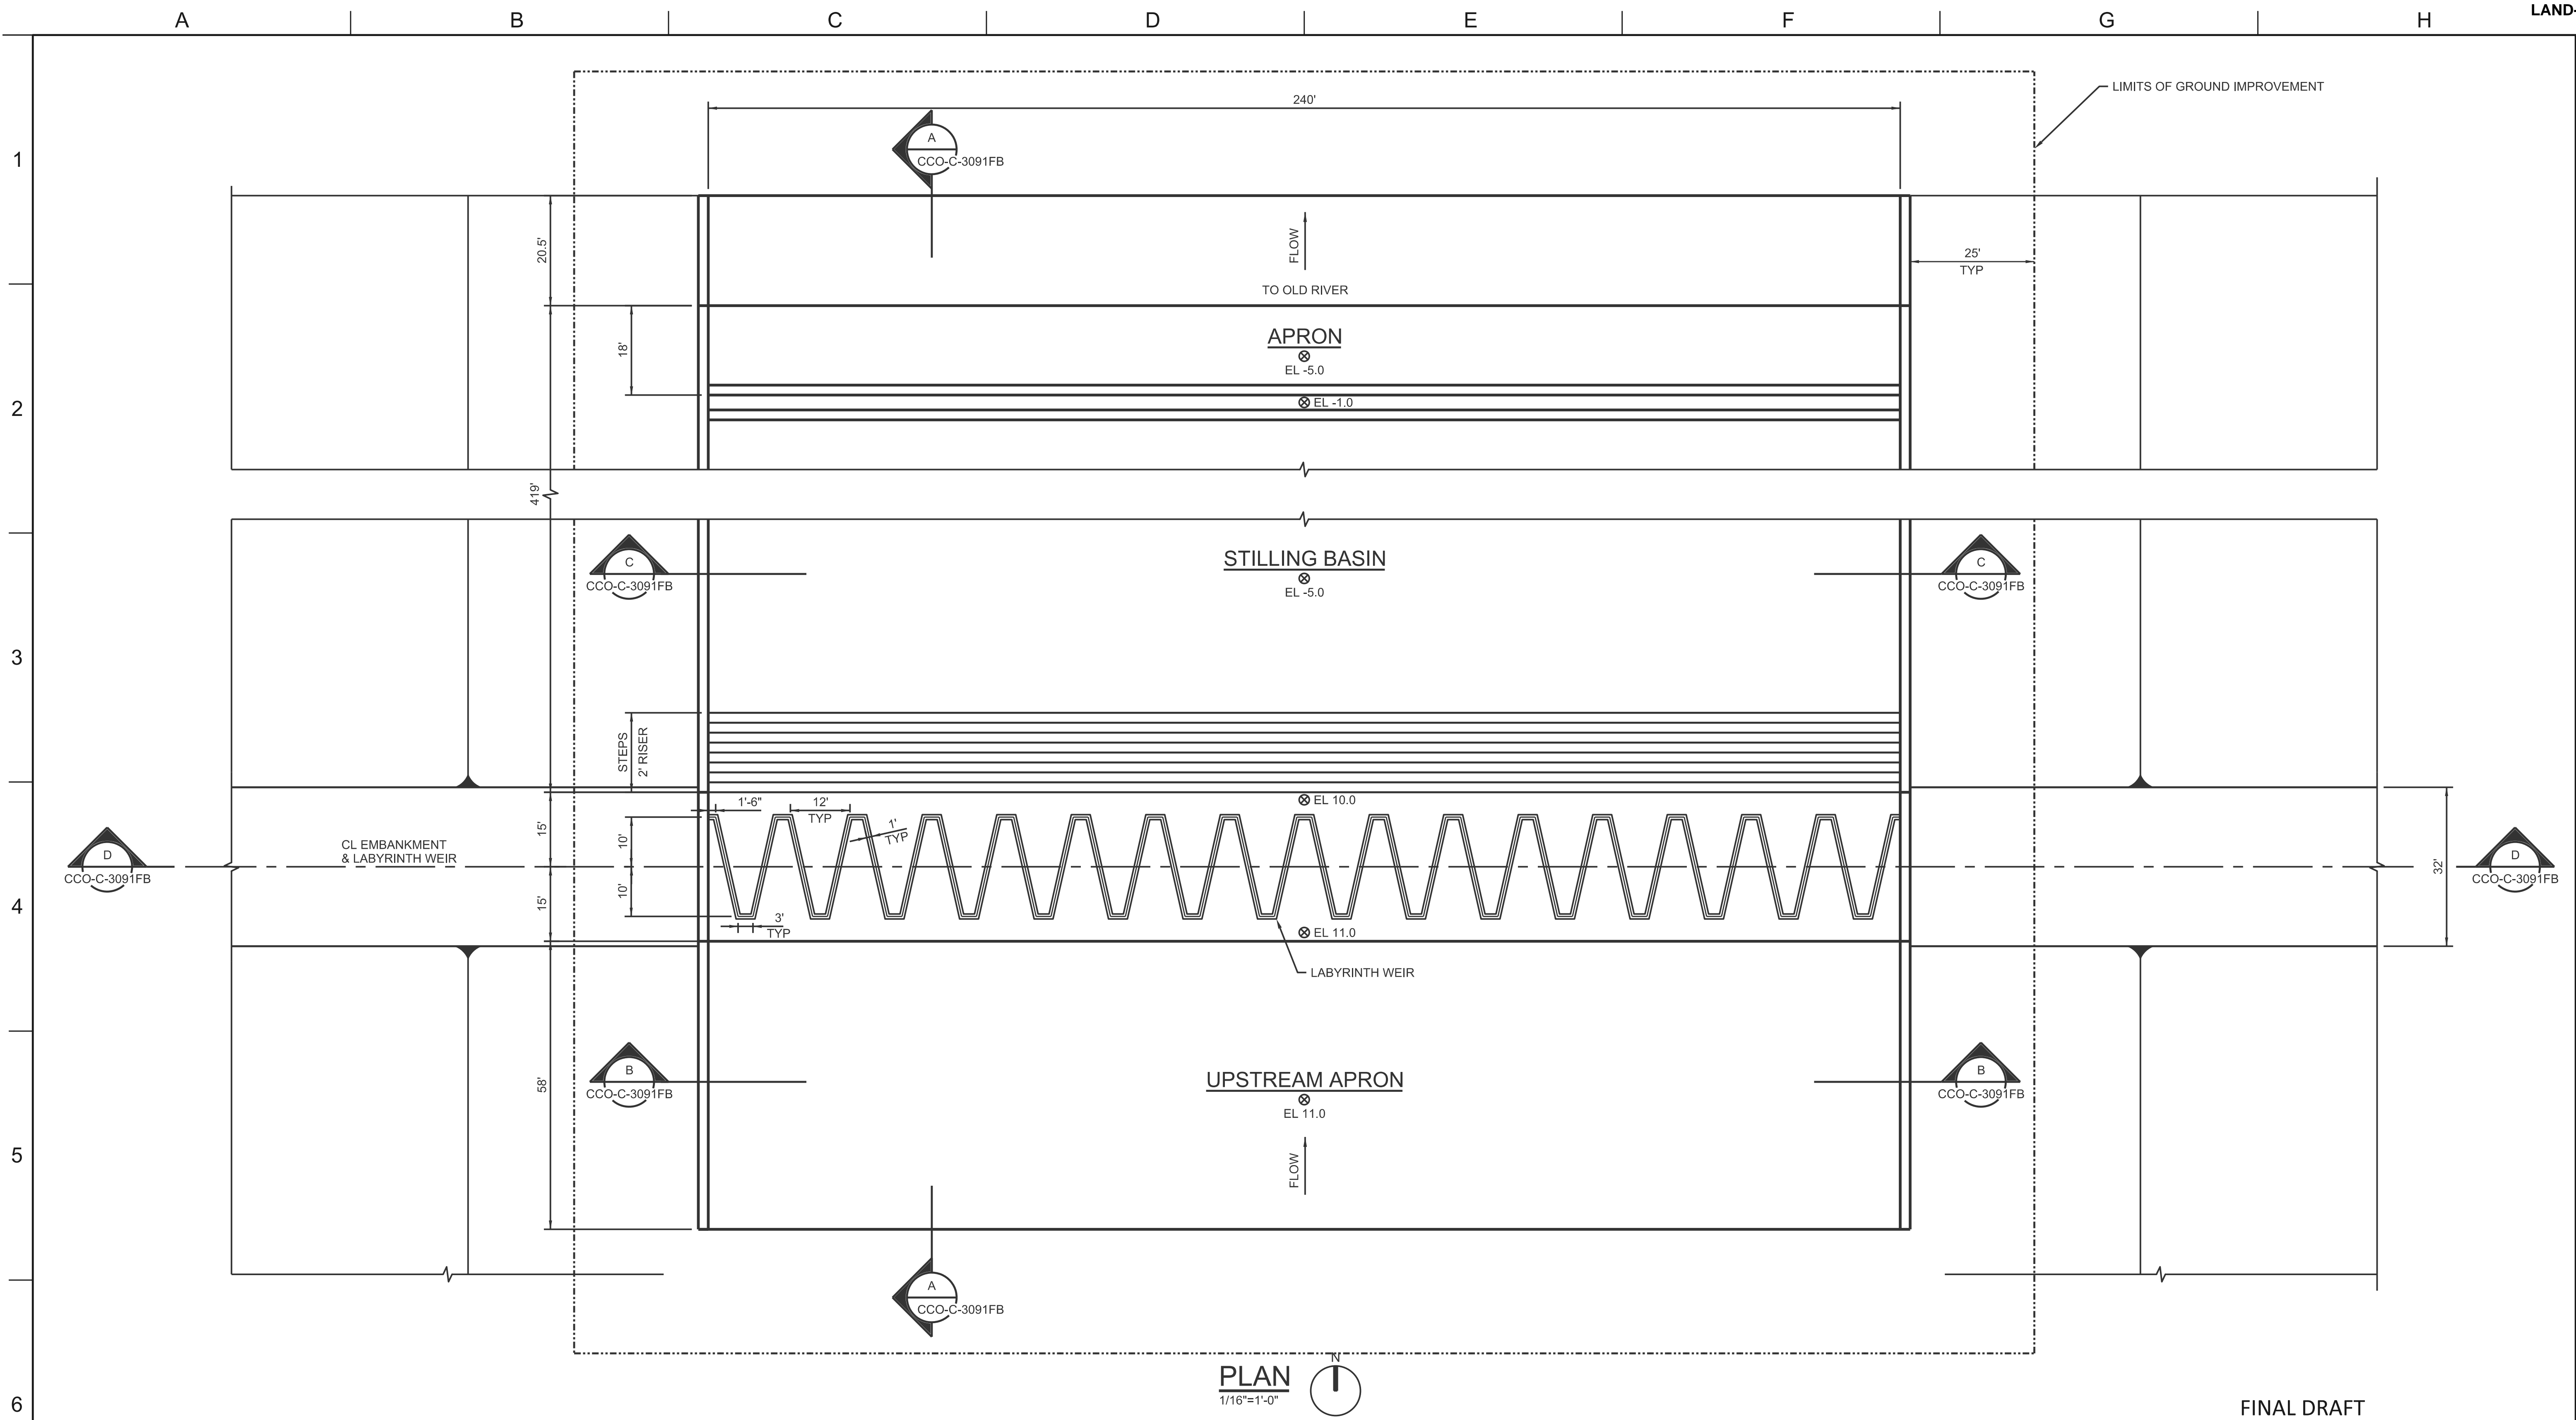 A B C D E F G H
LAND-
LIMITS OF GROUND IMPROVEMENT
240'
1
A
CCO-C-3091FB
20.5'
FLOW
25'
TYP
TO OLD RIVER
18'
APRON
EL -5.0
2
EL -1.0
419'
STILLING BASIN
EL -5.0
C
CCO-C-3091FB
C
CCO-C-3091FB
3
STEPS
2' RISER
1'-6"
12'
TYP
1'
TYP
EL 10.0
15'
10'
CL EMBANKMENT
& LABYRINTH WEIR
D
CCO-C-3091FB
32'
D
CCO-C-3091FB
4
15'
10'
3'
TYP
EL 11.0
LABYRINTH WEIR
58'
B
CCO-C-3091FB
UPSTREAM APRON
EL 11.0
B
CCO-C-3091FB
5
FLOW
A
CCO-C-3091FB
N
PLAN
1/16"=1'-0"
6
FINAL DRAFT